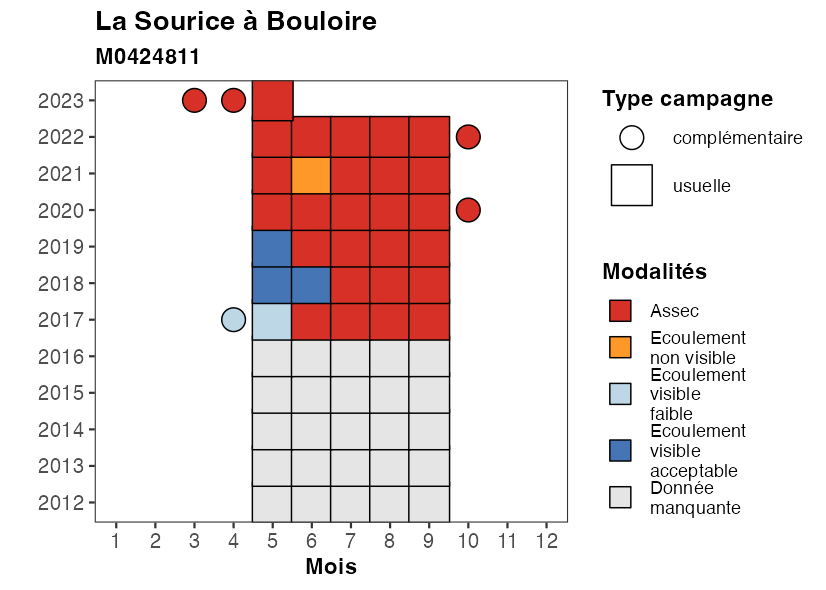 La Sourice à Bouloire
M0424811
2023
2022
2021
2020
2019
2018
2017
2016
2015
2014
2013
2012
1 2 3 4 5 6 7 8 9 10 11 12
Mois
Type campagne
complémentaire
usuelle
Modalités
Assec
Ecoulement
non visible
Ecoulement
visible
faible
Ecoulement
visible
acceptable
Donnée
manquante